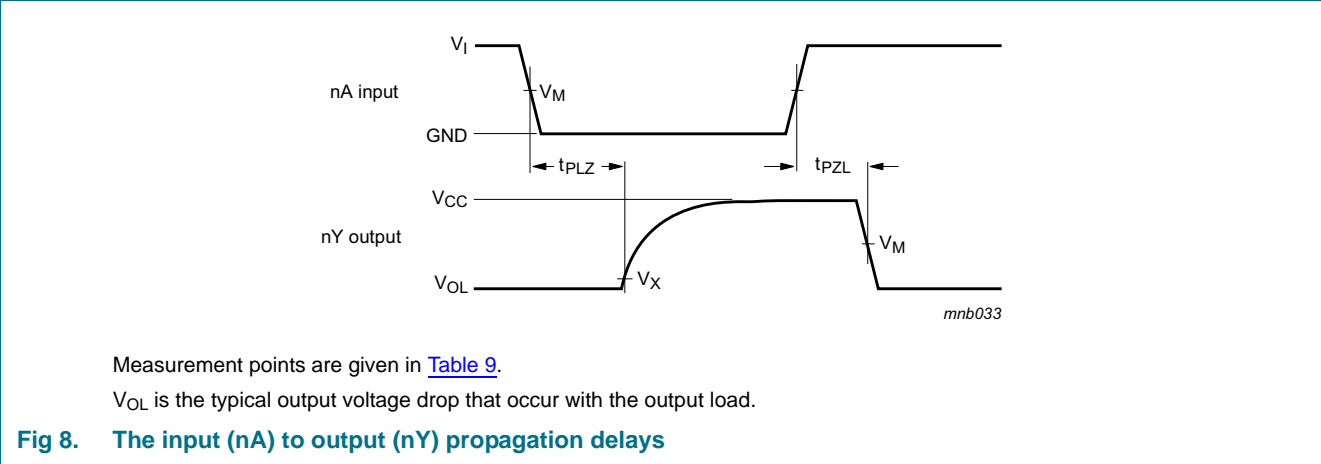 VI
nA input
VM
GND
tPLZ
tPZL
VCC
nY output
VM
VX
VOL
mnb033
Measurement points are given in Table 9.
VOL is the typical output voltage drop that occur with the output load.
Fig 8. The input (nA) to output (nY) propagation delays